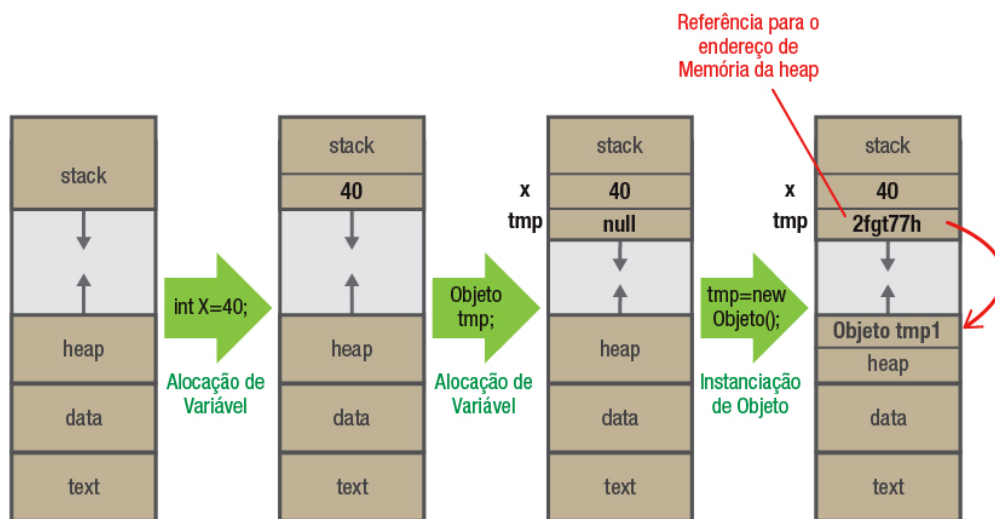 Referência para o
endereço de
Memória da heap
stack
heap
data
text
int X=40;
Alocação de
Variável
stack
40
heap
data
text
Objeto
tmp;
Alocação de
Variável
stack
x
40
tmp
null
heap
data
text
tmp=new
Objeto();
Instanciação
de Objeto
stack
x
40
tmp
2fgt77h
Objeto tmp1
heap
data
text